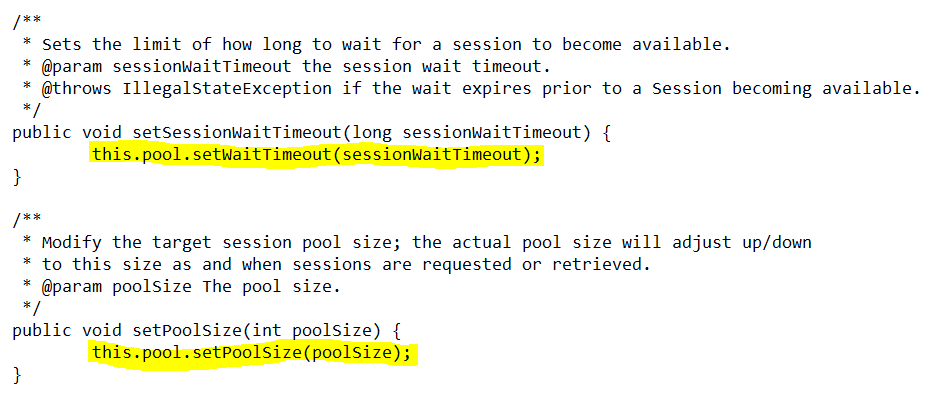 /**
 * Sets the limit of how long to wait for a session to become available.
 * @param sessionWaitTimeout the session wait timeout.
 * @throws IllegalStateException if the wait expires prior to a Session becoming available.
 */
public void setSessionWaitTimeout(long sessionWaitTimeout) {
        this.pool.setWaitTimeout(sessionWaitTimeout);
}

/**
 * Modify the target session pool size; the actual pool size will adjust up/down
 * to this size as and when sessions are requested or retrieved.
 * @param poolSize The pool size.
 */
public void setPoolSize(int poolSize) {
        this.pool.setPoolSize(poolSize);
}